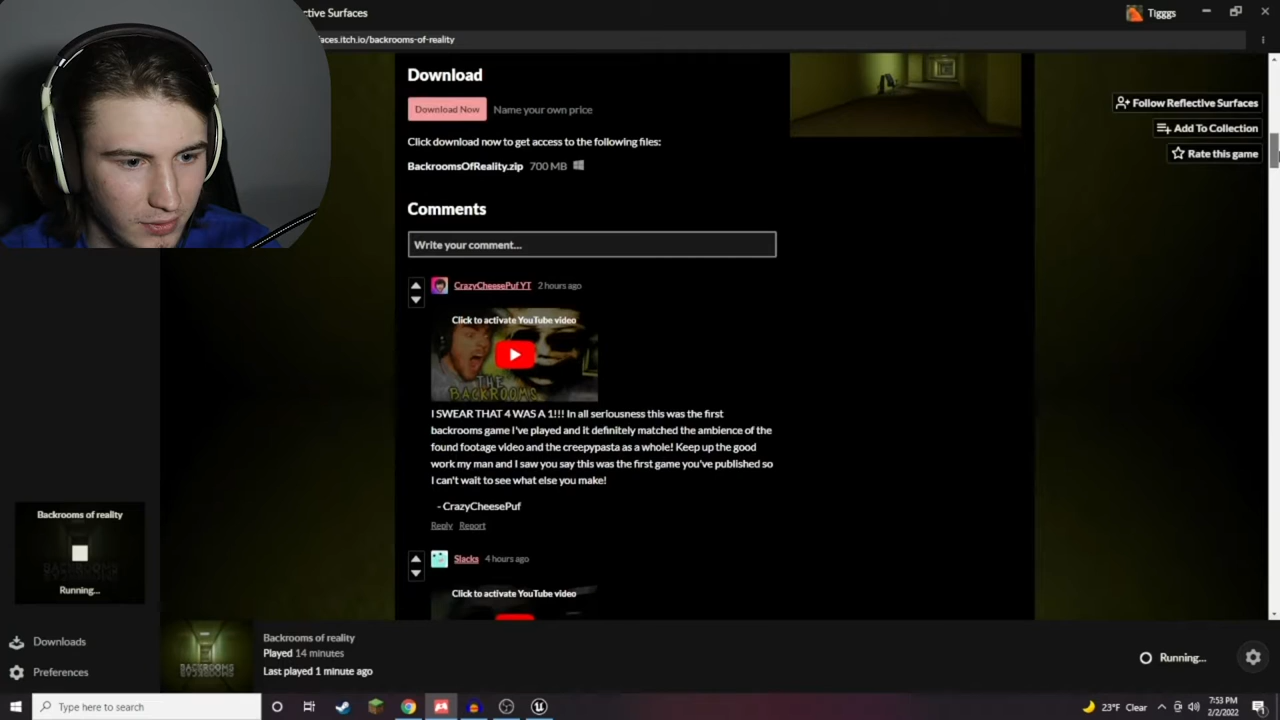 ctive Surfaces
Tigggs
aces.itch.io/backrooms-of-reality
Download
Download Now Name your own price
Follow Reflective Surfaces
Add To Collection
Click download now to get access to the following files:
Rate this game
BackroomsOfReality.zip 700 MB
Comments
Write your comment...
CrazyCheesePuf YT 2 hours ago
Click to activate YouTube video
THE
BACKROOMS
I SWEAR THAT 4 WAS A 1!!! In all seriousness this was the first
backrooms game I've played and it definitely matched the ambience of the
found footage video and the creepypasta as a whole! Keep up the good
work my man and I saw you say this was the first game you've published so
I can't wait to see what else you make!
- CrazyCheesePuf
Reply Report
Slacks 4 hours ago
Click to activate YouTube video
Backrooms of reality
BACKROOMS
Running...
Downloads
Preferences
BACKROOMS
Backrooms of reality
Played 14 minutes
Last played 1 minute ago
Running...
Type here to search
23°F Clear
7:53 PM
2/2/2022